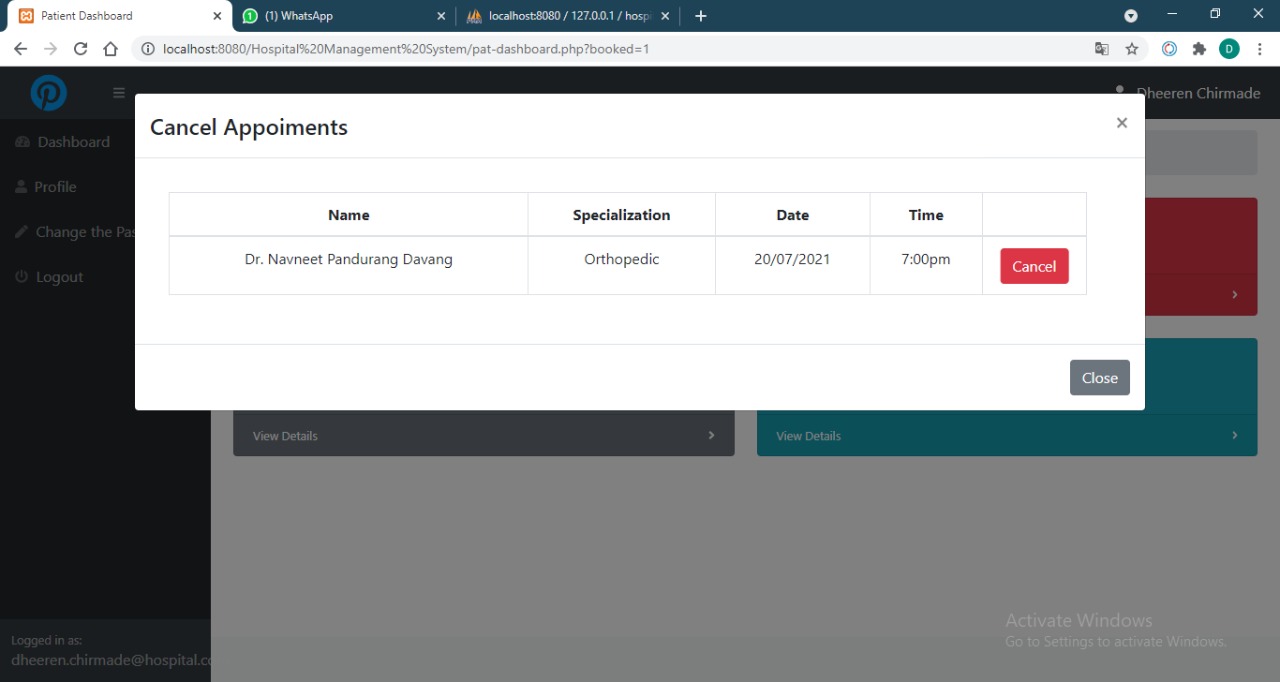 Patient Dashboard
(1) WhatsApp
localhost:8080 / 127.0.0.1 / hospi
localhost:8080/Hospital%20Management%20System/pat-dashboard.php?booked=1
D
Dheeren Chirmade
Dashboard
Profile
Change the Pas
Logout
Cancel Appoiments
×
Name Specialization Date Time
Dr. Navneet Pandurang Davang Orthopedic 20/07/2021 7:00pm Cancel
Close
View Details
View Details
Logged in as:
dheeren.chirmade@hospital.co
Activate Windows
Go to Settings to activate Windows.